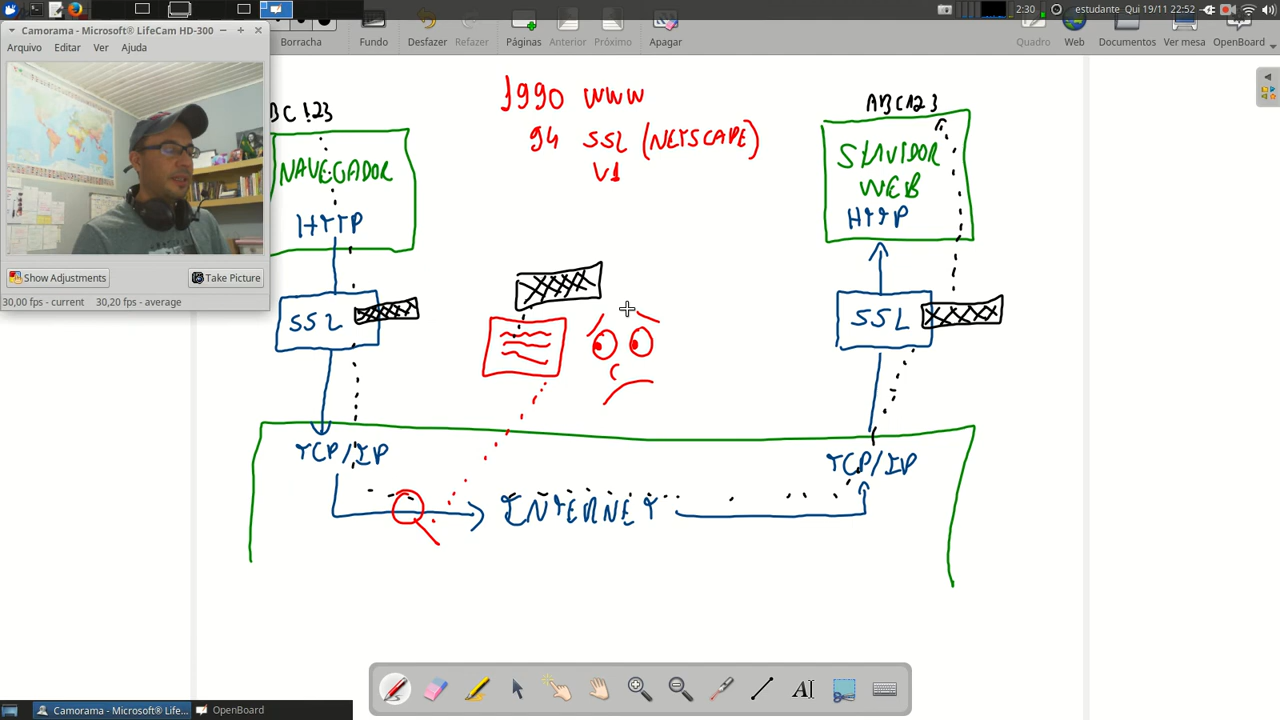 2:30
estudante
Qui 19/11 22:52
Camorama - Microsoft® LifeCam HD-300
Arquivo Editar Ver Ajuda
Borracha
Fundo
Desfazer
Refazer
Páginas
Anterior
Próximo
Apagar
Quadro
Web
Documentos
Ver mesa
OpenBoard
Show Adjustments
Take Picture
30,00 fps - current 30,20 fps - average
1990 WWW
94 SSL (NETSCAPE)
V1
BC123
NAVEGADOR
HTTP
SSL
TCP/IP
INTERNET
ABC123
SERVIDOR
WEB
HTTP
SSL
TCP/IP
Camorama - Microsoft® Life...
OpenBoard
AI